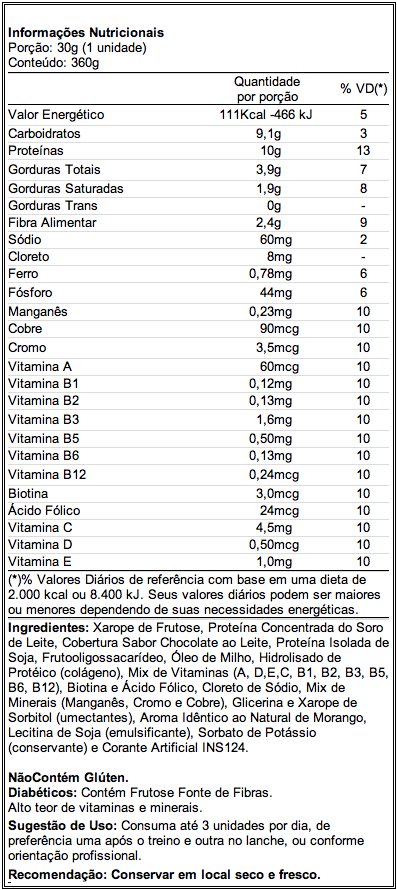 Informações Nutricionais
Porção: 30g (1 unidade)
Conteúdo: 360g
Quantidade por porção % VD(*)
Valor Energético 111Kcal -466 kJ 5
Carboidratos 9,1g 3
Proteínas 10g 13
Gorduras Totais 3,9g 7
Gorduras Saturadas 1,9g 8
Gorduras Trans 0g -
Fibra Alimentar 2,4g 9
Sódio 60mg 2
Cloreto 8mg -
Ferro 0,78mg 6
Fósforo 44mg 6
Manganês 0,23mg 10
Cobre 90mcg 10
Cromo 3,5mcg 10
Vitamina A 60mcg 10
Vitamina B1 0,12mg 10
Vitamina B2 0,13mg 10
Vitamina B3 1,6mg 10
Vitamina B5 0,50mg 10
Vitamina B6 0,13mg 10
Vitamina B12 0,24mcg 10
Biotina 3,0mcg 10
Ácido Fólico 24mcg 10
Vitamina C 4,5mg 10
Vitamina D 0,50mcg 10
Vitamina E 1,0mg 10
(*)% Valores Diários de referência com base em uma dieta de
2.000 kcal ou 8.400 kJ. Seus valores diários podem ser maiores
ou menores dependendo de suas necessidades energéticas.
Ingredientes: Xarope de Frutose, Proteína Concentrada do Soro
de Leite, Cobertura Sabor Chocolate ao Leite, Proteína Isolada de
Soja, Frutooligossacarídeo, Óleo de Milho, Hidrolisado de
Protéico (colágeno), Mix de Vitaminas (A, D,E,C, B1, B2, B3, B5,
B6, B12), Biotina e Ácido Fólico, Cloreto de Sódio, Mix de
Minerais (Manganês, Cromo e Cobre), Glicerina e Xarope de
Sorbitol (umectantes), Aroma Idêntico ao Natural de Morango,
Lecitina de Soja (emulsificante), Sorbato de Potássio
(conservante) e Corante Artificial INS124.
NãoContém Glúten.
Diabéticos: Contém Frutose Fonte de Fibras.
Alto teor de vitaminas e minerais.
Sugestão de Uso: Consuma até 3 unidades por dia, de
preferência uma após o treino e outra no lanche, ou conforme
orientação profissional.
Recomendação: Conservar em local seco e fresco.